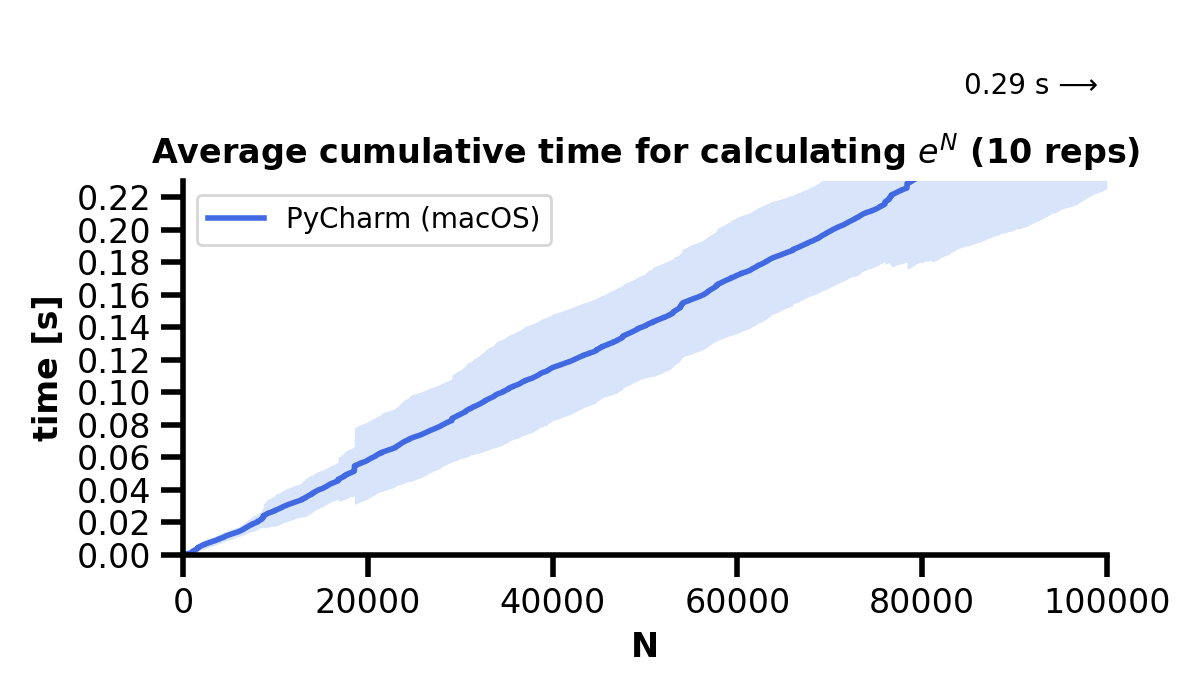 0.29 s ⟶
Average cumulative time for calculating e^N (10 reps)
PyCharm (macOS)
0.22
0.20
0.18
0.16
0.14
0.12
0.10
0.08
0.06
0.04
0.02
0.00
time [s]
0 20000 40000 60000 80000 100000
N